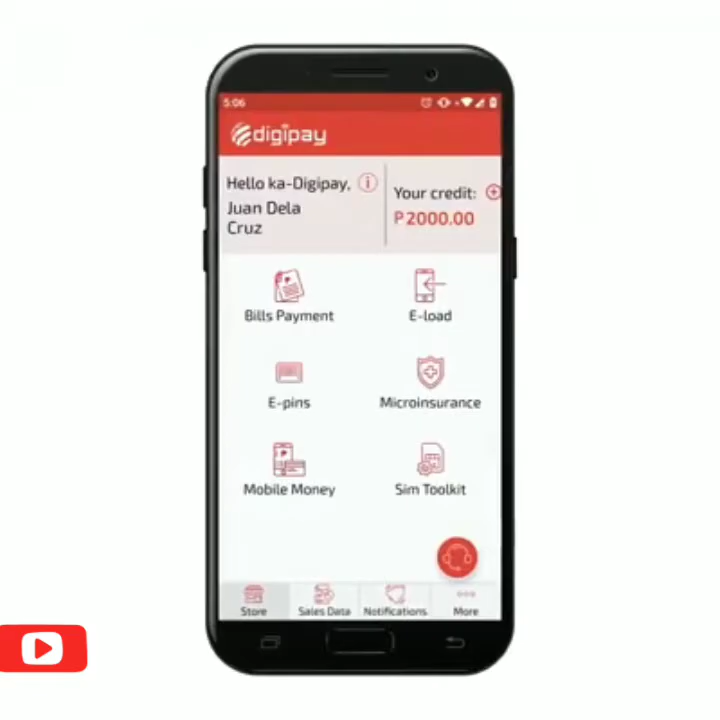 5:06
digipay
Hello ka-Digipay,
Juan Dela
Cruz
Your credit:
₱2000.00
Bills Payment
E-load
E-pins
Microinsurance
Mobile Money
Sim Toolkit
Store
Sales Data
Notifications
More